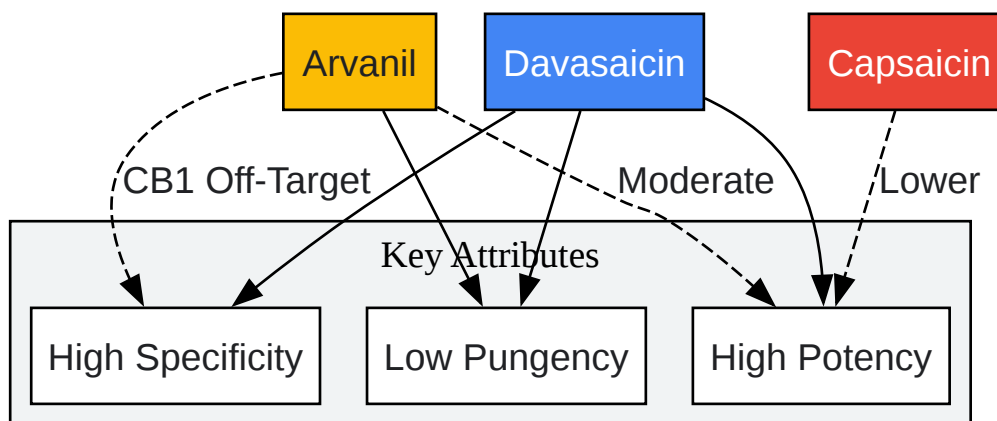 Arvanil
Davasaicin
Capsaicin
CB1 Off-Target
Moderate
Lower
Key Attributes
High Specificity
Low Pungency
High Potency